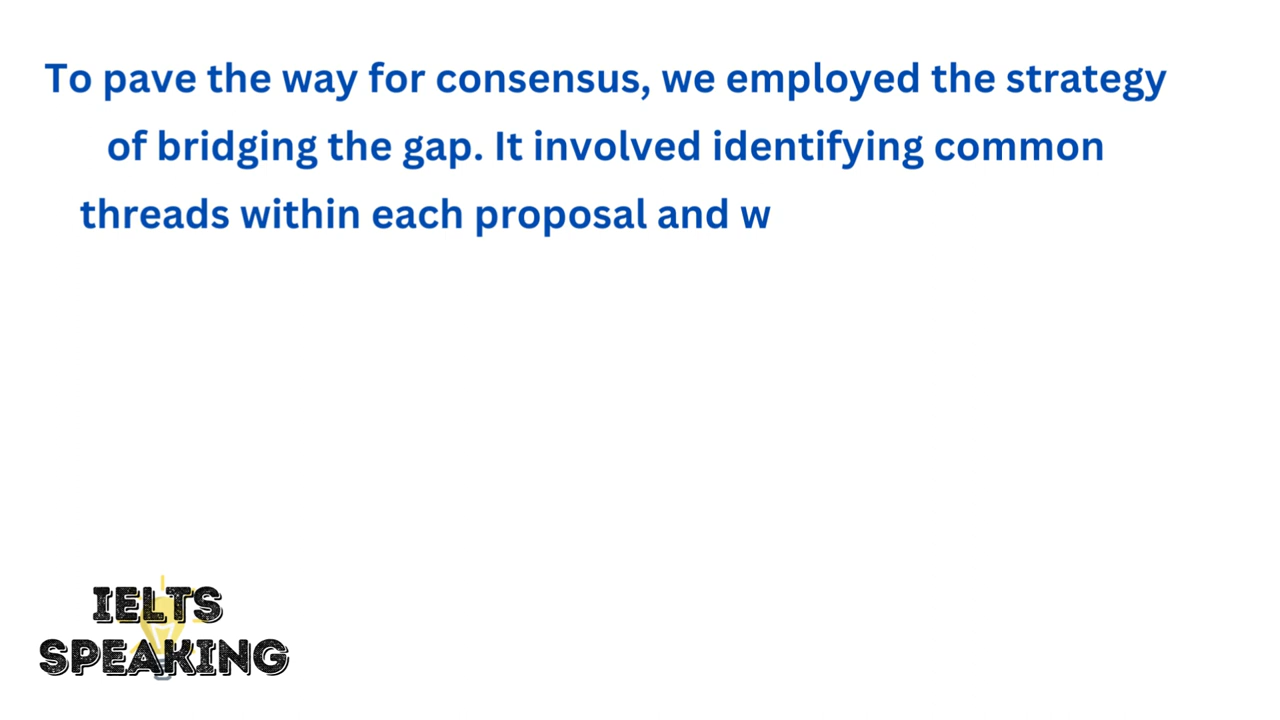 To pave the way for consensus, we employed the strategy
of bridging the gap. It involved identifying common
threads within each proposal and w
IELTS
SPEAKING